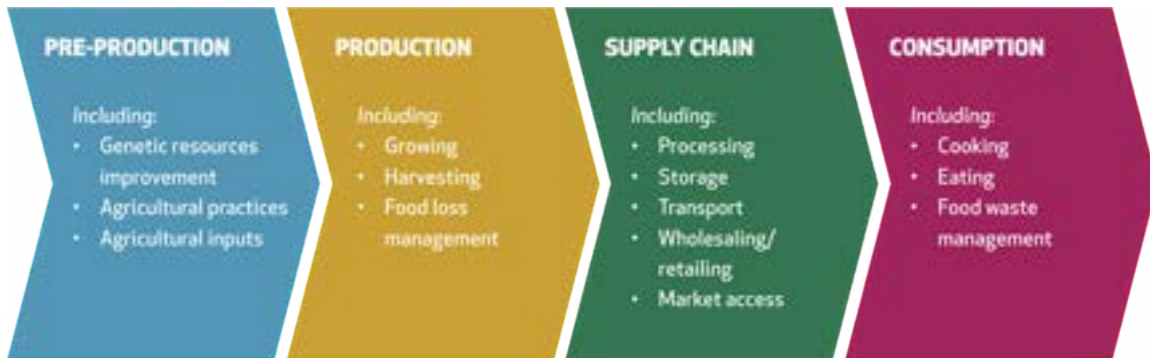 PRE-PRODUCTION
Including:
• Genetic resources
improvement
• Agricultural practices
• Agricultural inputs
PRODUCTION
Including:
• Growing
• Harvesting
• Food loss
management
SUPPLY CHAIN
Including:
• Processing
• Storage
• Transport
• Wholesaling/
retailing
• Market access
CONSUMPTION
Including:
• Cooking
• Eating
• Food waste
management